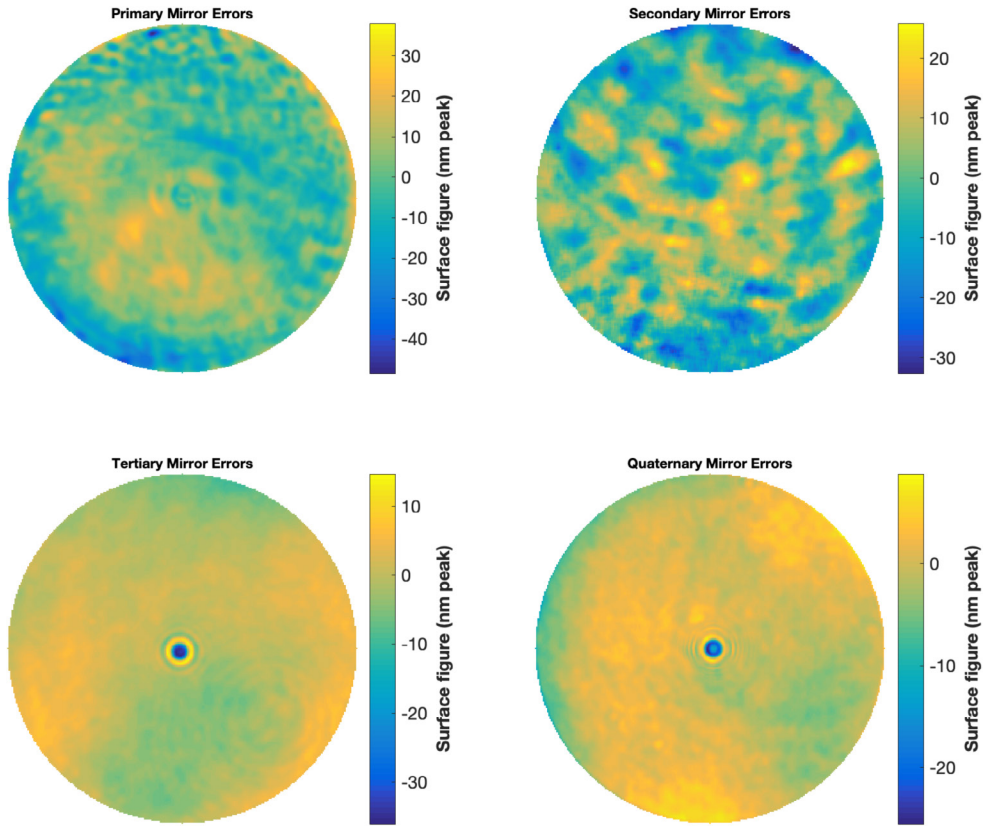 Primary Mirror Errors
30
20
10
0
-10
-20
-30
-40
Surface figure (nm peak)
Secondary Mirror Errors
20
10
0
-10
-20
-30
Surface figure (nm peak)
Tertiary Mirror Errors
10
0
-10
-20
-30
Surface figure (nm peak)
Quaternary Mirror Errors
0
-10
-20
Surface figure (nm peak)